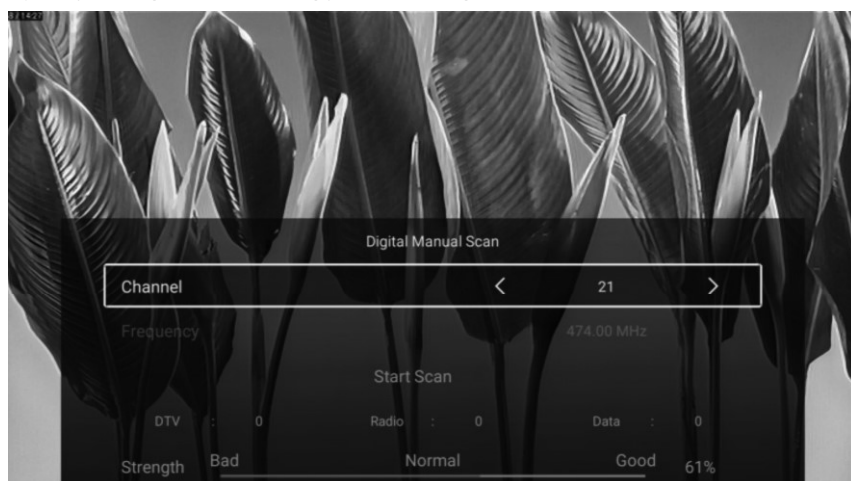 Digital Manual Scan
Channel < 21 >
Frequency 474.00 MHz
Start Scan
DTV : 0 Radio : 0 Data : 0
Strength Bad Normal Good 61%